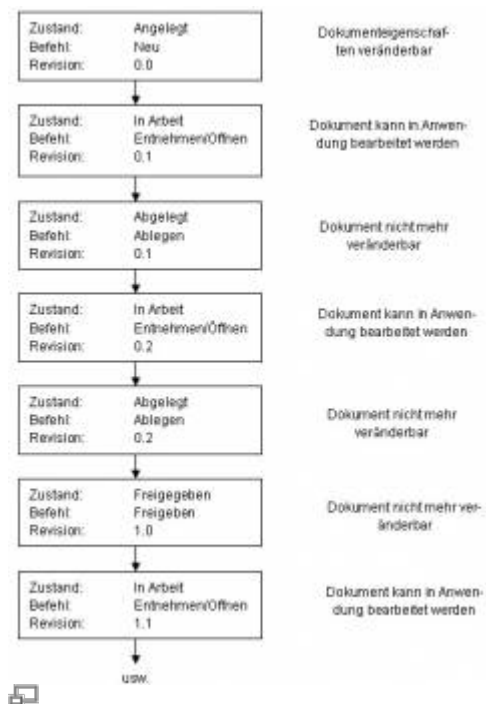 Zustand: Angelegt
Befehl: Neu
Revision: 0.0
Dokumenteigenschaf-
ten veränderbar
Zustand: In Arbeit
Befehl: Entnehmen/Öffnen
Revision: 0.1
Dokument kann in Anwen-
dung bearbeitet werden
Zustand: Abgelegt
Befehl: Ablegen
Revision: 0.1
Dokument nicht mehr
veränderbar
Zustand: In Arbeit
Befehl: Entnehmen/Öffnen
Revision: 0.2
Dokument kann in Anwen-
dung bearbeitet werden
Zustand: Abgelegt
Befehl: Ablegen
Revision: 0.2
Dokument nicht mehr
veränderbar
Zustand: Freigegeben
Befehl: Freigeben
Revision: 1.0
Dokument nicht mehr ver-
änderbar
Zustand: In Arbeit
Befehl: Entnehmen/Öffnen
Revision: 1.1
Dokument kann in Anwen-
dung bearbeitet werden
usw.